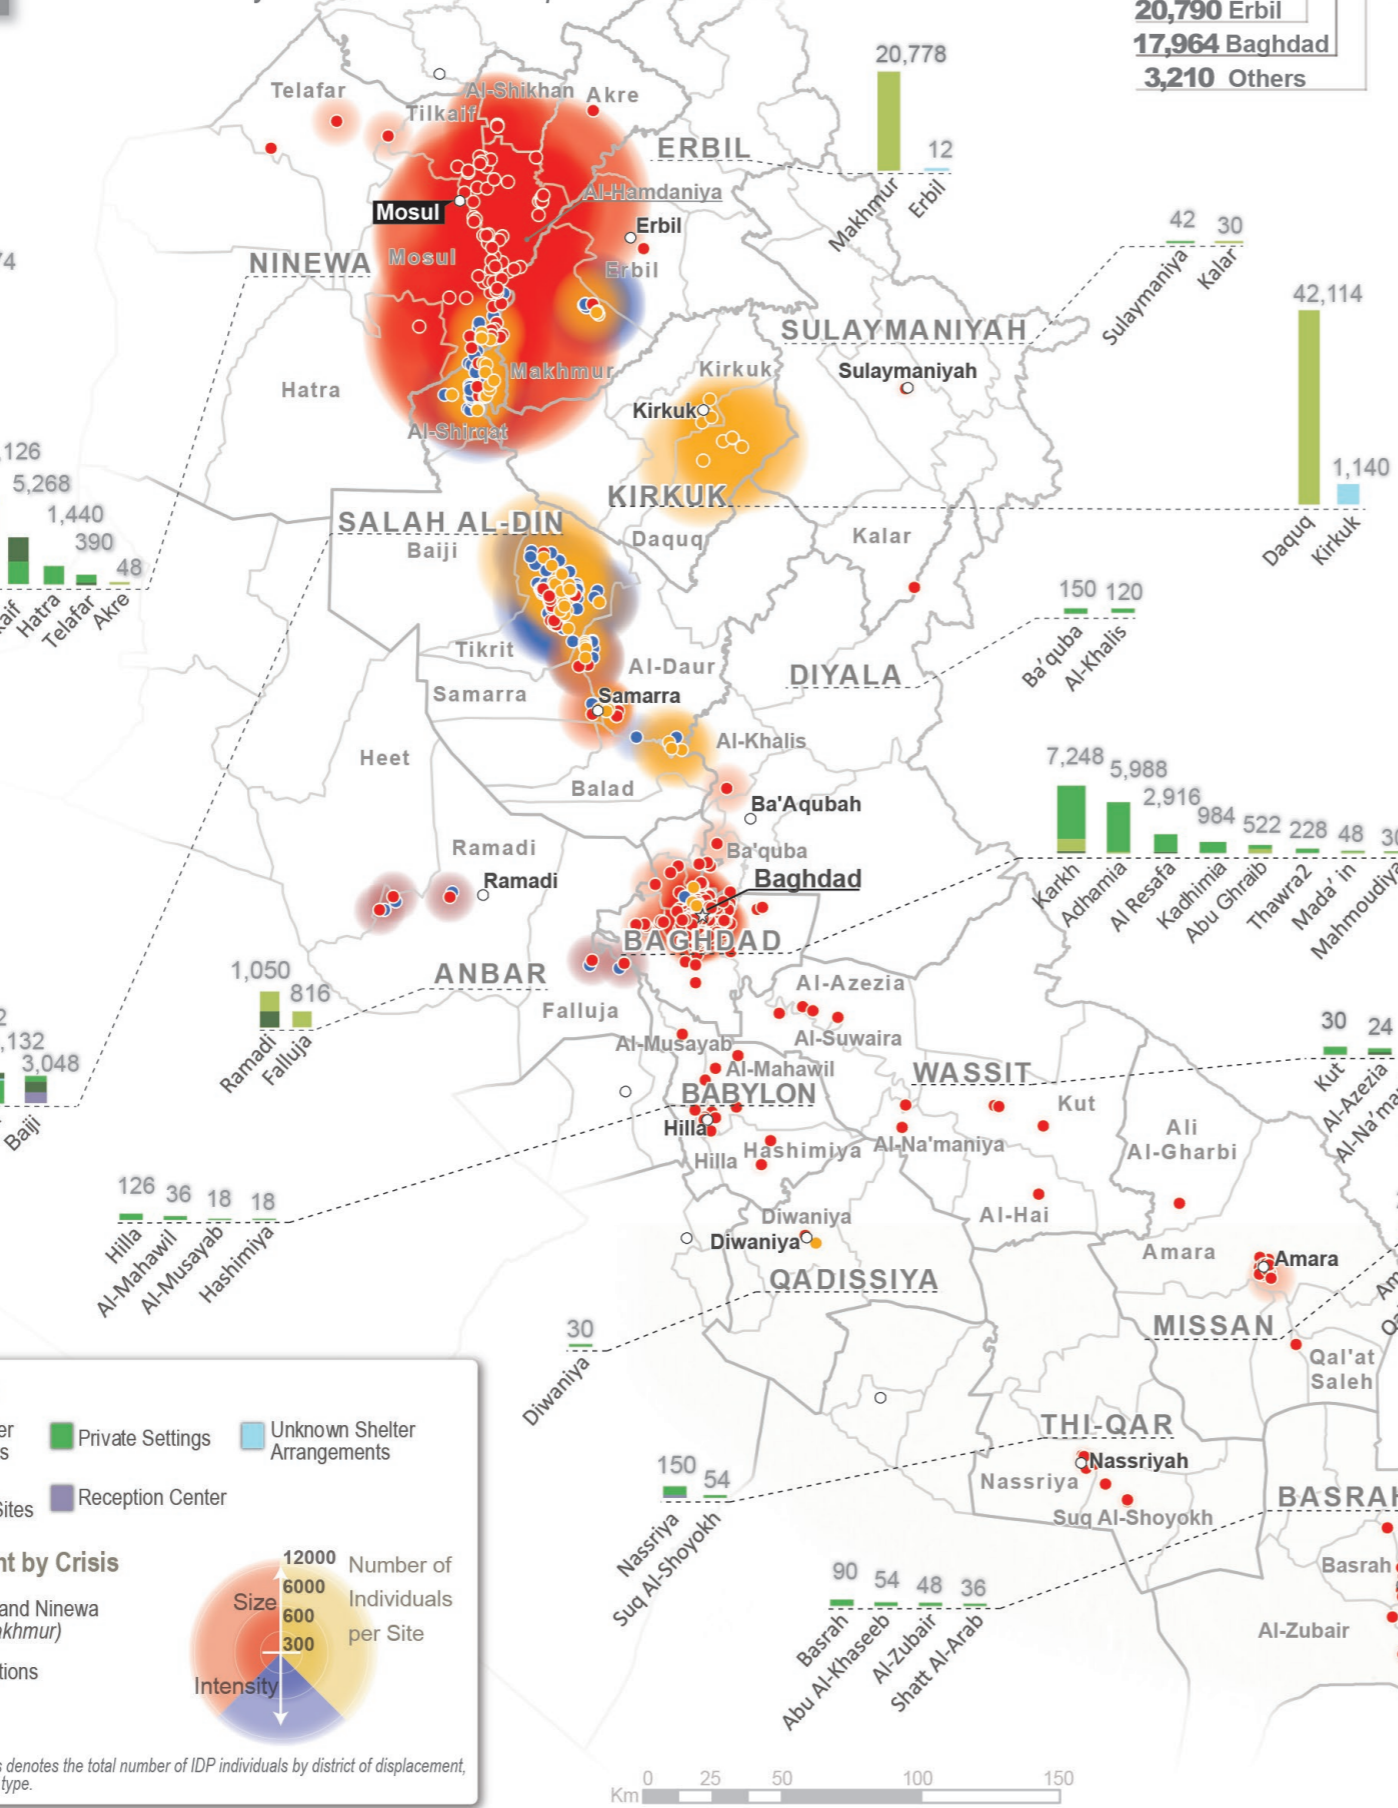 20,790 Erbil
17,964 Baghdad
3,210 Others
20,778
12
Makhmur
Erbil
Telafar
Al-Shikhan
Akre
Tilkaif
ERBIL
Al-Hamdaniya
Mosul
Erbil
Mosul
Erbil
NINEWA
42
30
Sulaymaniya
Kalar
42,114
SULAYMANIYAH
Sulaymaniyah
Makhmur
Kirkuk
Kirkuk
Hatra
Al-Shirqat
KIRKUK
1,140
Daquq
Kirkuk
5,268
1,440
390
48
Hatra
Telafar
Akre
SALAH AL-DIN
Baiji
Daquq
Kalar
150
120
Ba'quba
Al-Khalis
Tikrit
Al-Daur
DIYALA
Samarra
Samarra
Al-Khalis
Heet
Balad
Ba'Aqubah
7,248
5,988
2,916
984
522
228
48
Karkh
Adhamia
Al Resafa
Kadhimia
Abu Ghraib
Thawra2
Mada' in
Mahmoudiya
Ramadi
Ba'quba
Ramadi
Baghdad
BAGHDAD
ANBAR
1,050
816
Ramadi
Falluja
Falluja
Al-Azezia
Al-Suwaira
Al-Musayab
Al-Mahawil
WASSIT
30
24
Kut
Al-Azezia
3,048
Baiji
BABYLON
Kut
Hilla
Hilla
Hashimiya
Al-Na'maniya
Ali
Al-Gharbi
126
36
18
18
Hilla
Al-Mahawil
Al-Musayab
Hashimiya
Al-Hai
Diwaniya
Diwaniya
Amara
Amara
QADISSIYA
MISSAN
30
Diwaniya
Qal'at
Saleh
THI-QAR
Nassriyah
Nassriya
Suq Al-Shoyokh
150
54
Nassriya
Suq Al-Shoyokh
BASRAH
Basrah
Al-Zubair
90
54
48
36
Basrah
Abu Al-Khaseeb
Al-Zubair
Shatt Al-Arab
Private Settings
Unknown Shelter
Arrangements
Reception Center
by Crisis
and Ninewa
12000
6000
600
300
Size
Intensity
Number of
Individuals
per Site
denotes the total number of IDP individuals by district of displacement,
type.
Km
0 25 50 100 150